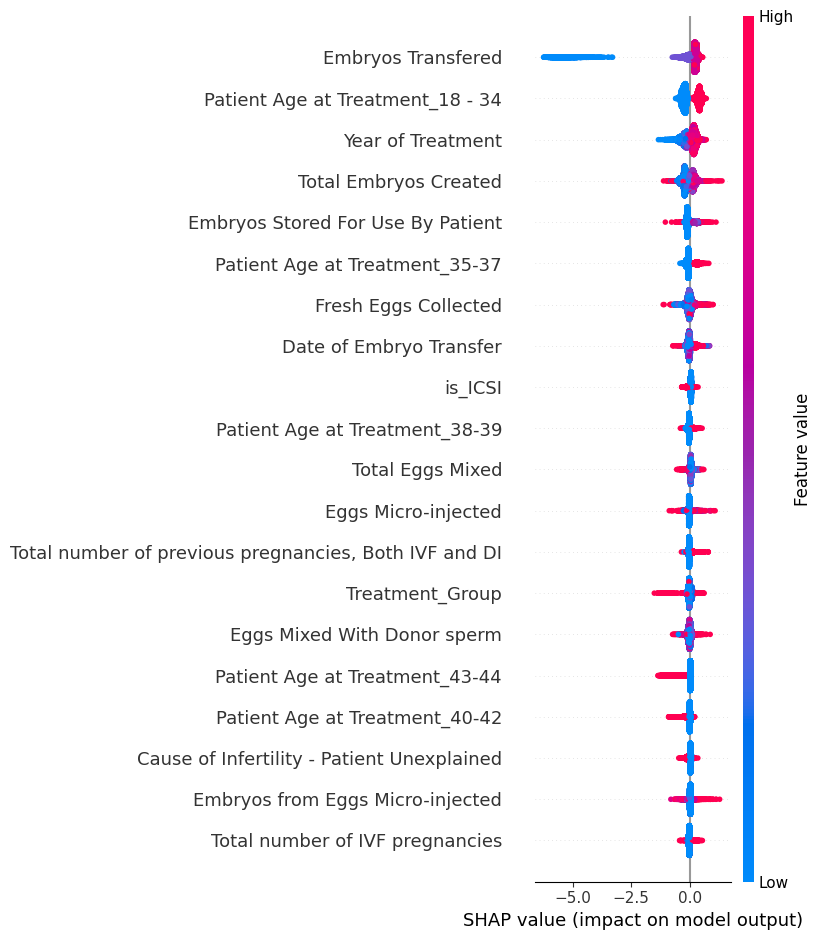 High
Embryos Transfered
Patient Age at Treatment_18 - 34
Year of Treatment
Total Embryos Created
Embryos Stored For Use By Patient
Patient Age at Treatment_35-37
Fresh Eggs Collected
Date of Embryo Transfer
is_ICSI
Patient Age at Treatment_38-39
Total Eggs Mixed
Eggs Micro-injected
Total number of previous pregnancies, Both IVF and DI
Treatment_Group
Eggs Mixed With Donor sperm
Patient Age at Treatment_43-44
Patient Age at Treatment_40-42
Cause of Infertility - Patient Unexplained
Embryos from Eggs Micro-injected
Total number of IVF pregnancies
Feature value
Low
−5.0 −2.5 0.0
SHAP value (impact on model output)